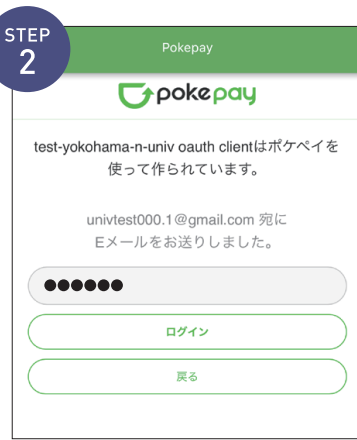 STEP
2
Pokepay
pokepay
test-yokohama-n-univ oauth clientはポケペイを
使って作られています。
univtest000.1@gmail.com 宛に
Eメールをお送りしました。
●●●●●●
ログイン
戻る